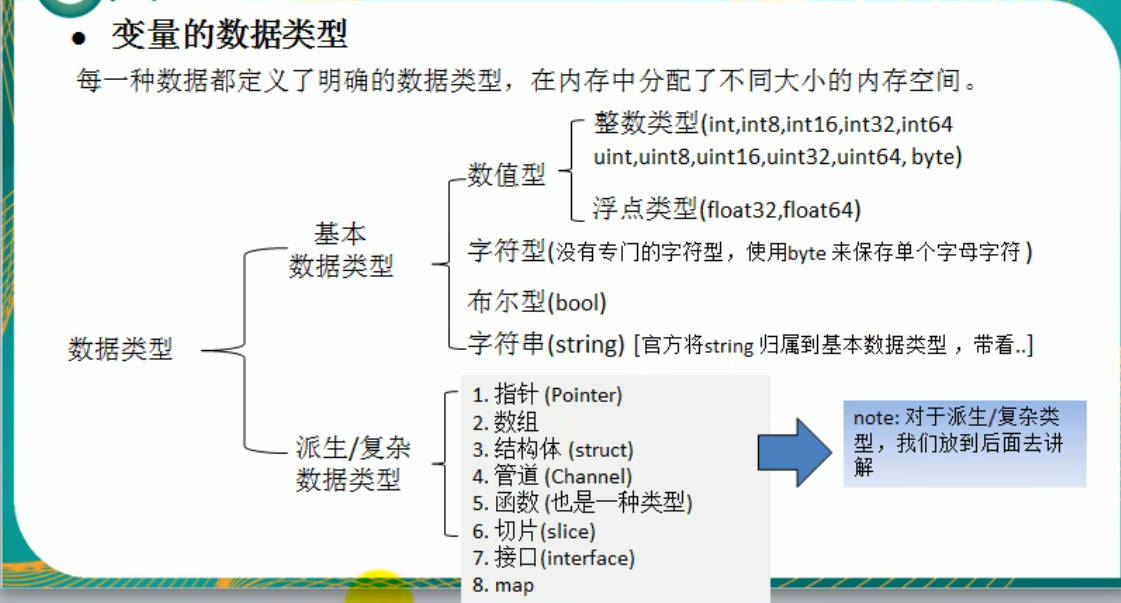 ● 变量的数据类型
每一种数据都定义了明确的数据类型，在内存中分配了不同大小的内存空间。
整数类型(int,int8,int16,int32,int64
uint,uint8,uint16,uint32,uint64, byte)
数值型
浮点类型(float32,float64)
基本
数据类型
字符型(没有专门的字符型，使用byte 来保存单个字母字符 )
布尔型(bool)
字符串(string) [官方将string 归属到基本数据类型 ，带看..]
数据类型
派生/复杂
数据类型
1. 指针 (Pointer)
2. 数组
3. 结构体 (struct)
4. 管道 (Channel)
5. 函数 (也是一种类型)
6. 切片(slice)
7. 接口(interface)
8. map
note: 对于派生/复杂类
型，我们放到后面去讲
解